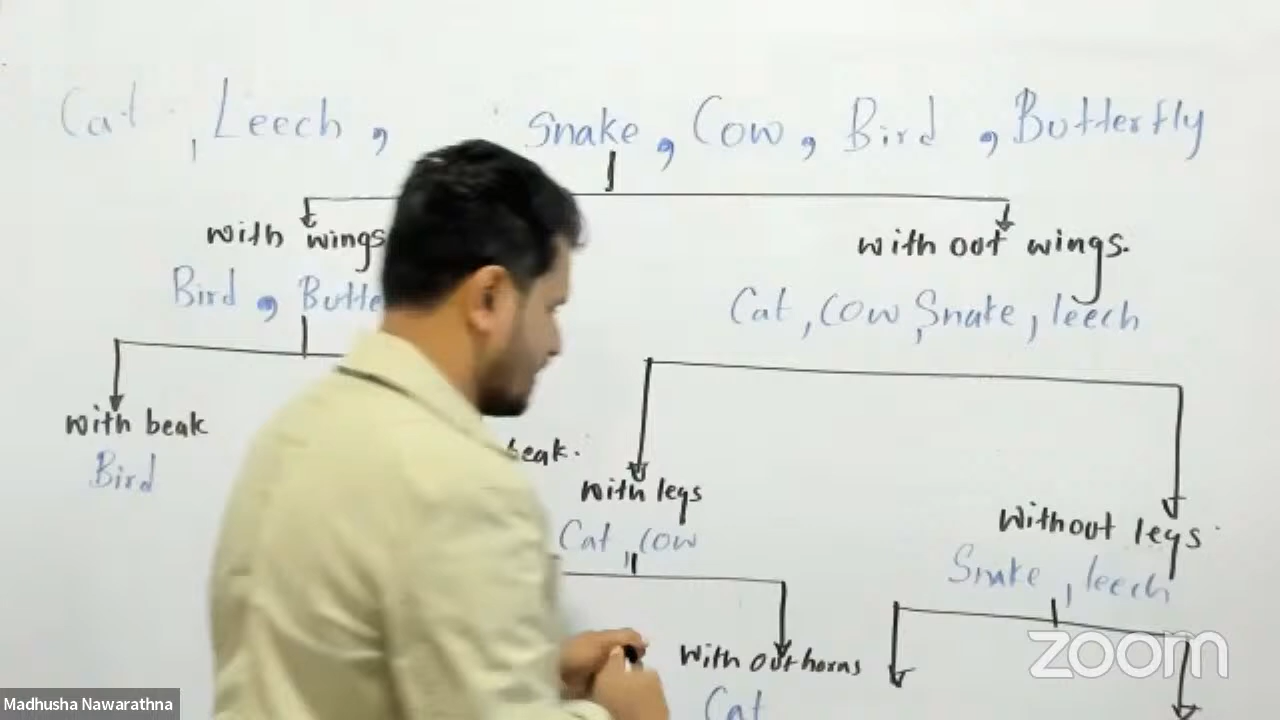 Cat , Leech , Snake , Cow , Bird , Butterfly
with wings with out wings.
Bird , Butte Cat , Cow , Snake , leech
with beak beak. with legs without legs
Bird Cat , Cow Snake , leech
with out horns
Cat
zoom
Madhusha Nawarathna